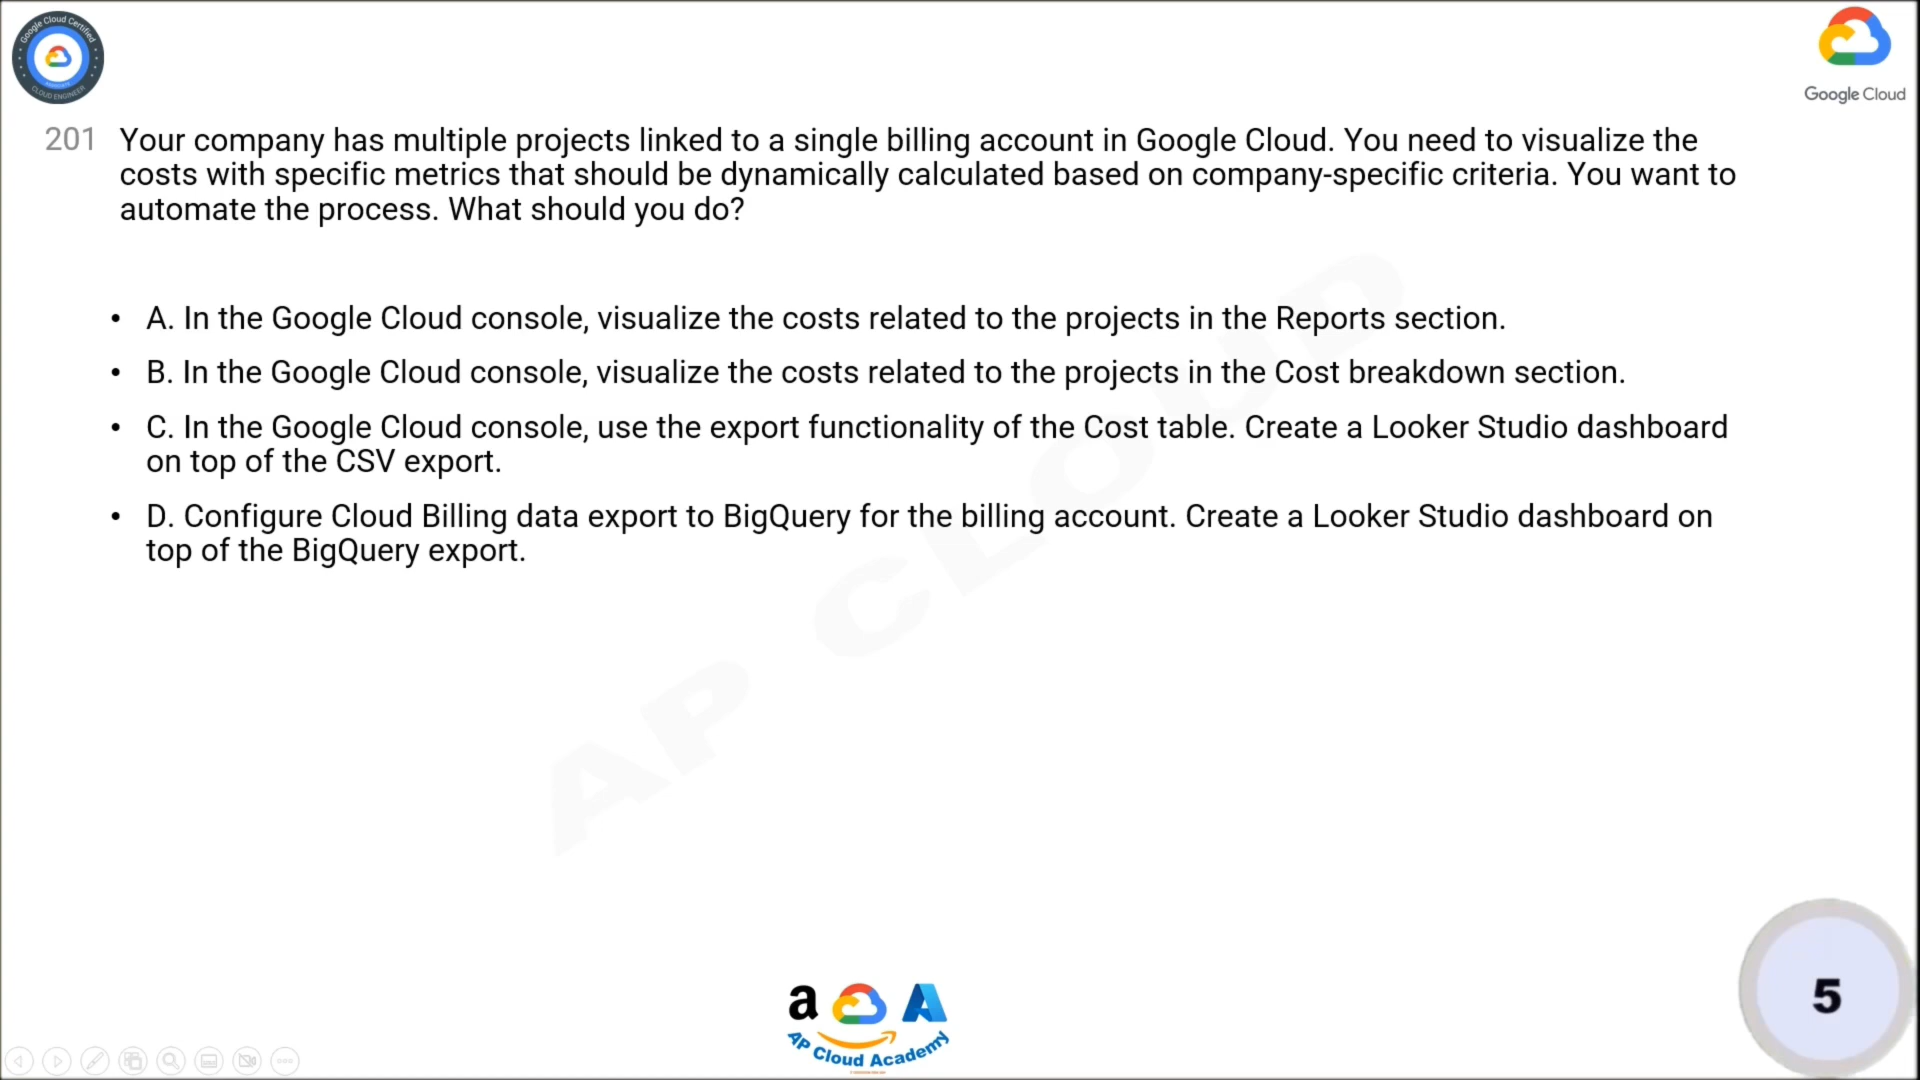 Google Cloud Certified
ASSOCIATE
CLOUD ENGINEER
Google Cloud
201 Your company has multiple projects linked to a single billing account in Google Cloud. You need to visualize the
costs with specific metrics that should be dynamically calculated based on company-specific criteria. You want to
automate the process. What should you do?
• A. In the Google Cloud console, visualize the costs related to the projects in the Reports section.
• B. In the Google Cloud console, visualize the costs related to the projects in the Cost breakdown section.
• C. In the Google Cloud console, use the export functionality of the Cost table. Create a Looker Studio dashboard
on top of the CSV export.
• D. Configure Cloud Billing data export to BigQuery for the billing account. Create a Looker Studio dashboard on
top of the BigQuery export.
AP CLOUD
a
AP Cloud Academy
5